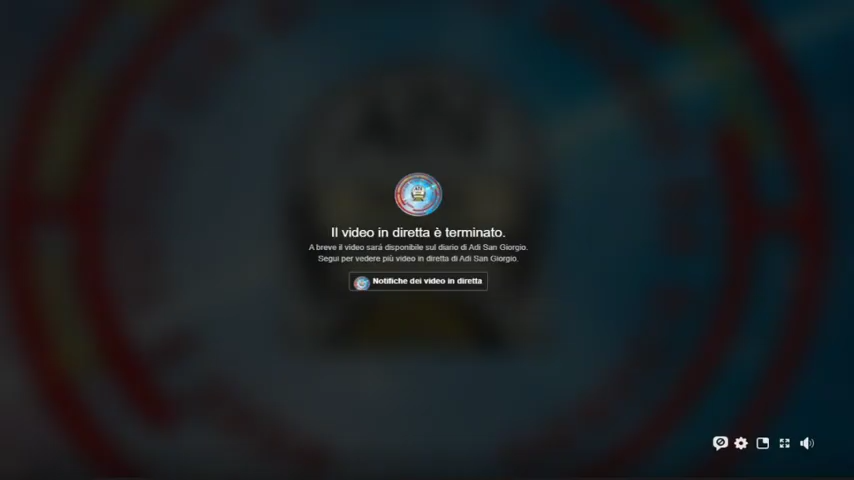 Il video in diretta è terminato.
A breve il video sará disponibile sul diario di Adi San Giorgio.
Segui per vedere più video in diretta di Adi San Giorgio.
Notifiche dei video in diretta